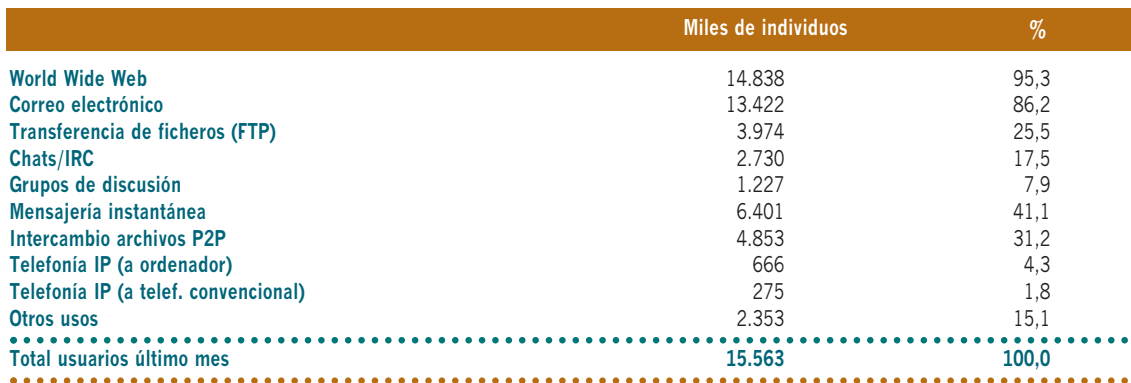 Miles de individuos %
World Wide Web 14.838 95,3
Correo electrónico 13.422 86,2
Transferencia de ficheros (FTP) 3.974 25,5
Chats/IRC 2.730 17,5
Grupos de discusión 1.227 7,9
Mensajería instantánea 6.401 41,1
Intercambio archivos P2P 4.853 31,2
Telefonía IP (a ordenador) 666 4,3
Telefonía IP (a telef. convencional) 275 1,8
Otros usos 2.353 15,1
Total usuarios último mes 15.563 100,0